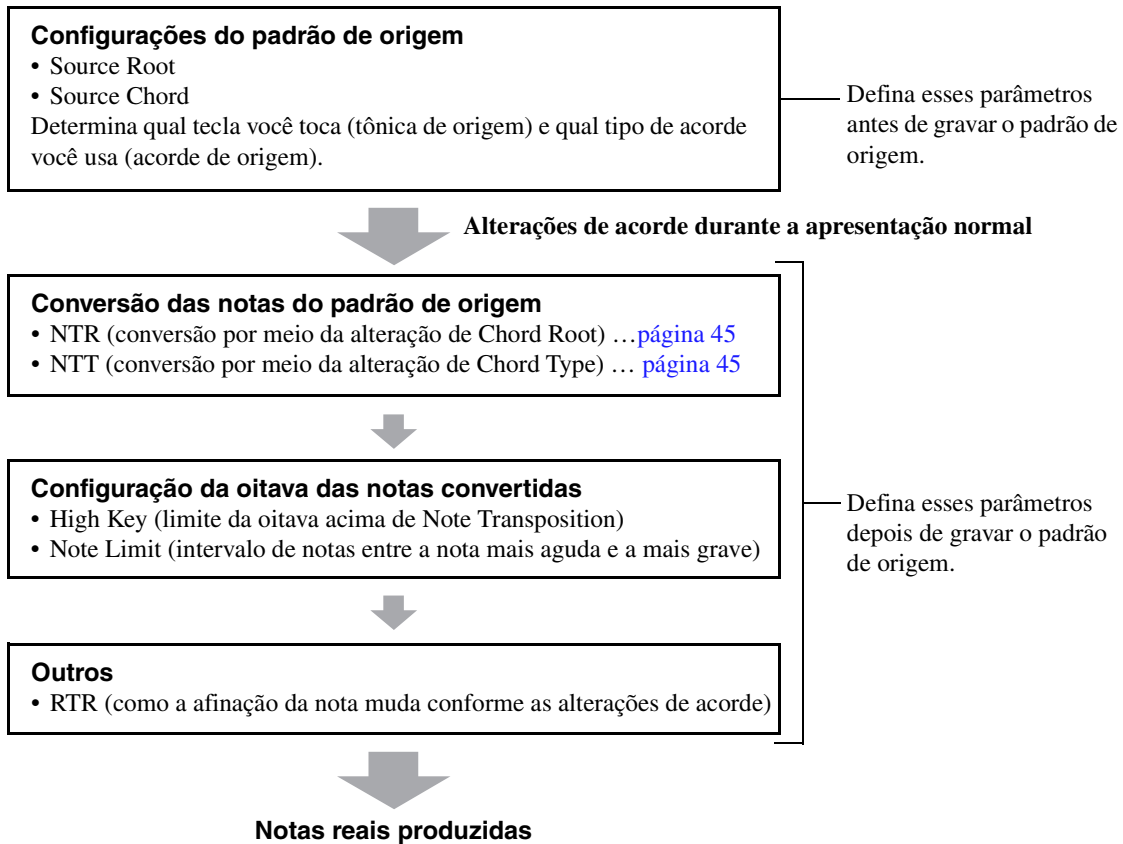 Configurações do padrão de origem
• Source Root
• Source Chord
Determina qual tecla você toca (tônica de origem) e qual tipo de acorde
você usa (acorde de origem).
Defina esses parâmetros
antes de gravar o padrão de
origem.
Alterações de acorde durante a apresentação normal
Conversão das notas do padrão de origem
• NTR (conversão por meio da alteração de Chord Root) …página 45
• NTT (conversão por meio da alteração de Chord Type) … página 45
Configuração da oitava das notas convertidas
• High Key (limite da oitava acima de Note Transposition)
• Note Limit (intervalo de notas entre a nota mais aguda e a mais grave)
Defina esses parâmetros
depois de gravar o padrão
de origem.
Outros
• RTR (como a afinação da nota muda conforme as alterações de acorde)
Notas reais produzidas